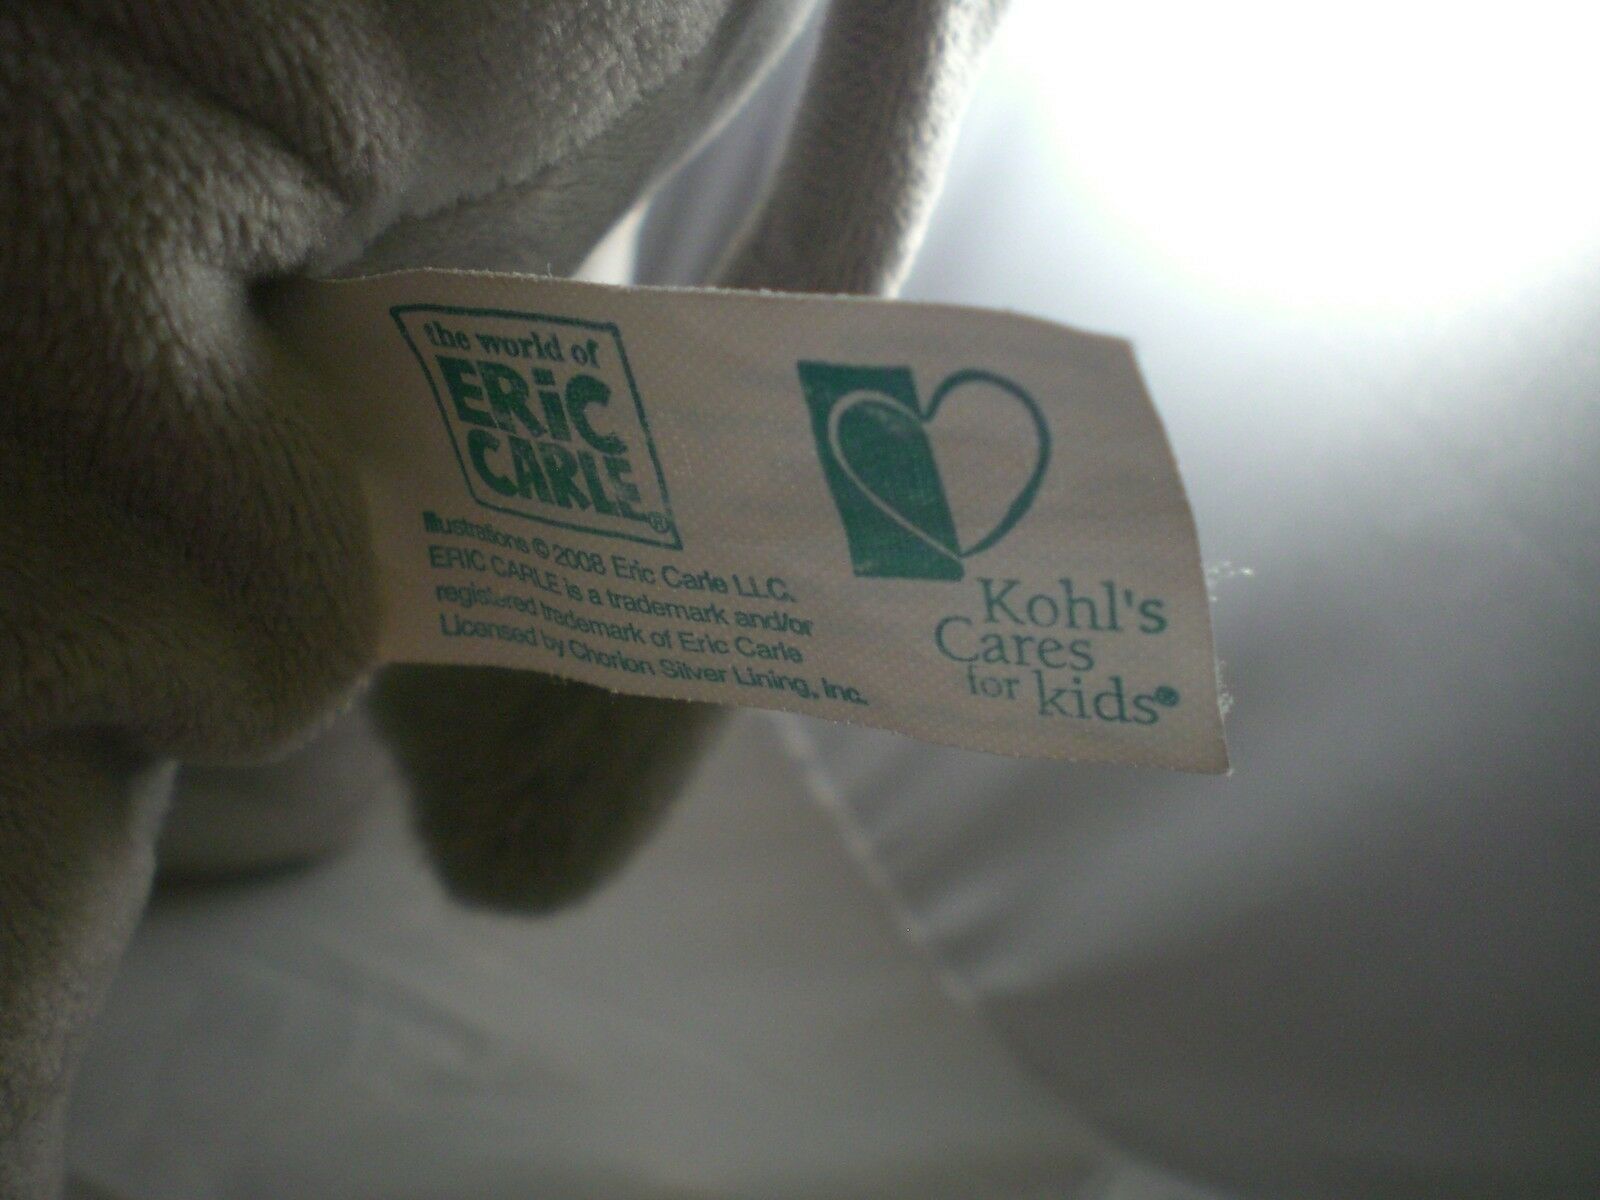 the world of
ERiC
CARLE®
Illustrations © 2008 Eric Carle LLC.
ERIC CARLE is a trademark and/or
registered trademark of Eric Carle
Licensed by Chorion Silver Lining, Inc.
Kohl's
Cares
for kids®